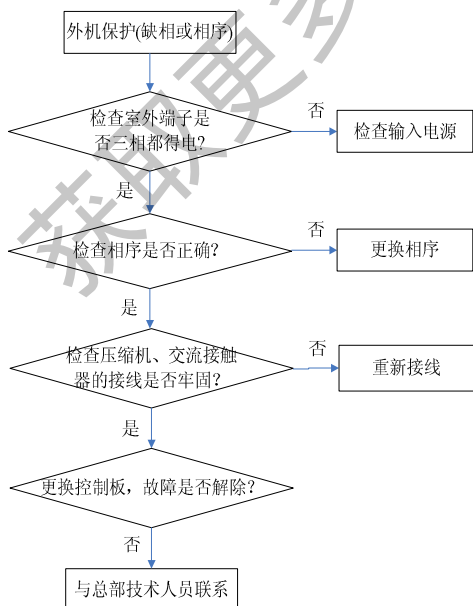 外机保护(缺相或相序)
检查室外端子是
否三相都得电?
否
检查输入电源
是
检查相序是否正确?
否
更换相序
是
检查压缩机、交流接触
器的接线是否牢固?
否
重新接线
是
更换控制板，故障是否解除?
否
与总部技术人员联系
获取更多